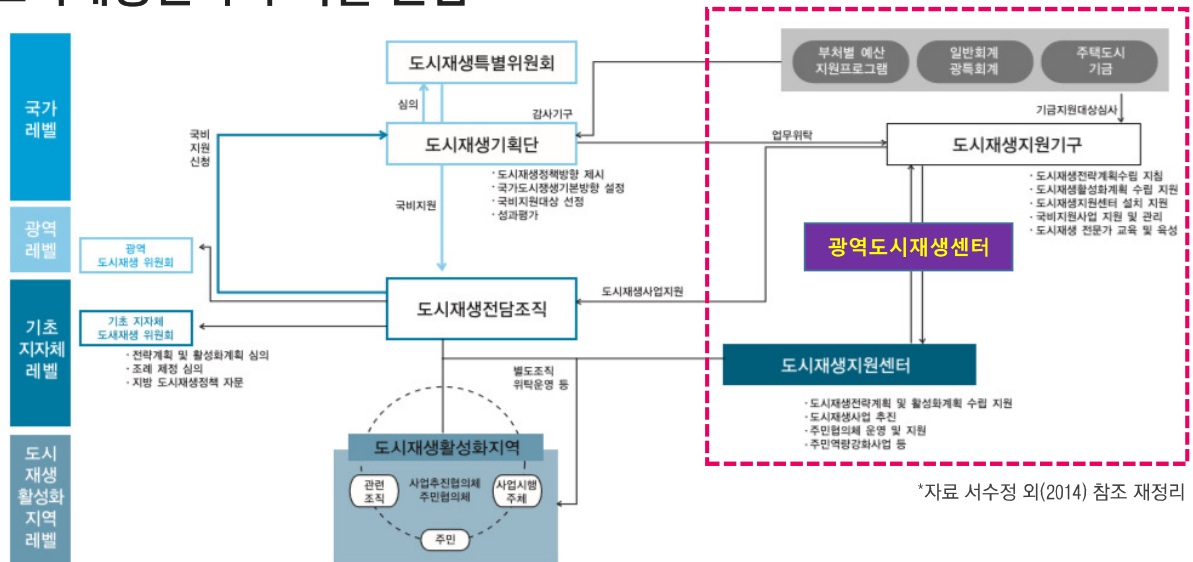 국가
레벨
광역
레벨
기초
지자체
레벨
도시
재생
활성화
지역
레벨
도시재생특별위원회
심의
감사기구
국비
지원
신청
도시재생기획단
· 도시재생정책방향 제시
· 국가도시쟁생기본방향 설정
· 국비지원대상 선정
· 성과평가
국비지원
업무위탁
부처별 예산
지원프로그램
일반회계
광특회계
주택도시
기금
기금지원대상심사
도시재생지원기구
· 도시재생전략계획수립 지침
· 도시재생활성화계획 수립 지원
· 도시재생지원센터 설치 지원
· 국비지원사업 지원 및 관리
· 도시재생 전문가 교육 및 육성
광역도시재생센터
광역
도시재생 위원회
도시재생전담조직
도시재생사업지원
기초 지자체
도새재생 위원회
· 전략계획 및 활성화계획 심의
· 조례 제정 심의
· 지방 도시재생정책 자문
별도조직
위탁운영 등
도시재생지원센터
· 도시재생전략계획 및 활성화계획 수립 지원
· 도시재생사업 추진
· 주민협의체 운영 및 지원
· 주민역량강화사업 등
도시재생활성화지역
관련
조직
사업추진협의체
주민협의체
사업시행
주체
주민
*자료 서수정 외(2014) 참조 재정리